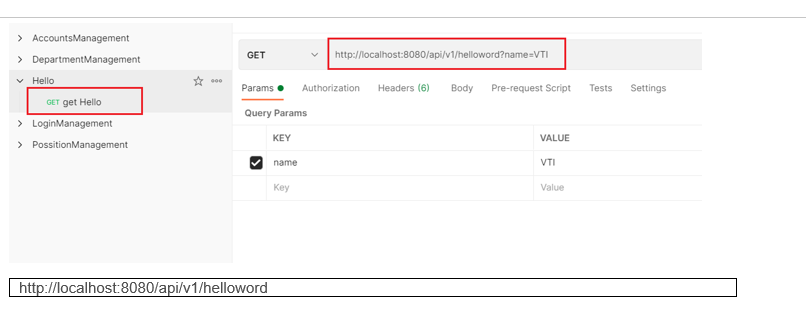 AccountsManagement
DepartmentManagement
Hello
GET get Hello
LoginManagement
PossitionManagement
GET http://localhost:8080/api/v1/helloword?name=VTI
Params Authorization Headers (6) Body Pre-request Script Tests Settings
Query Params
KEY VALUE
name VTI
Key Value
http://localhost:8080/api/v1/helloword